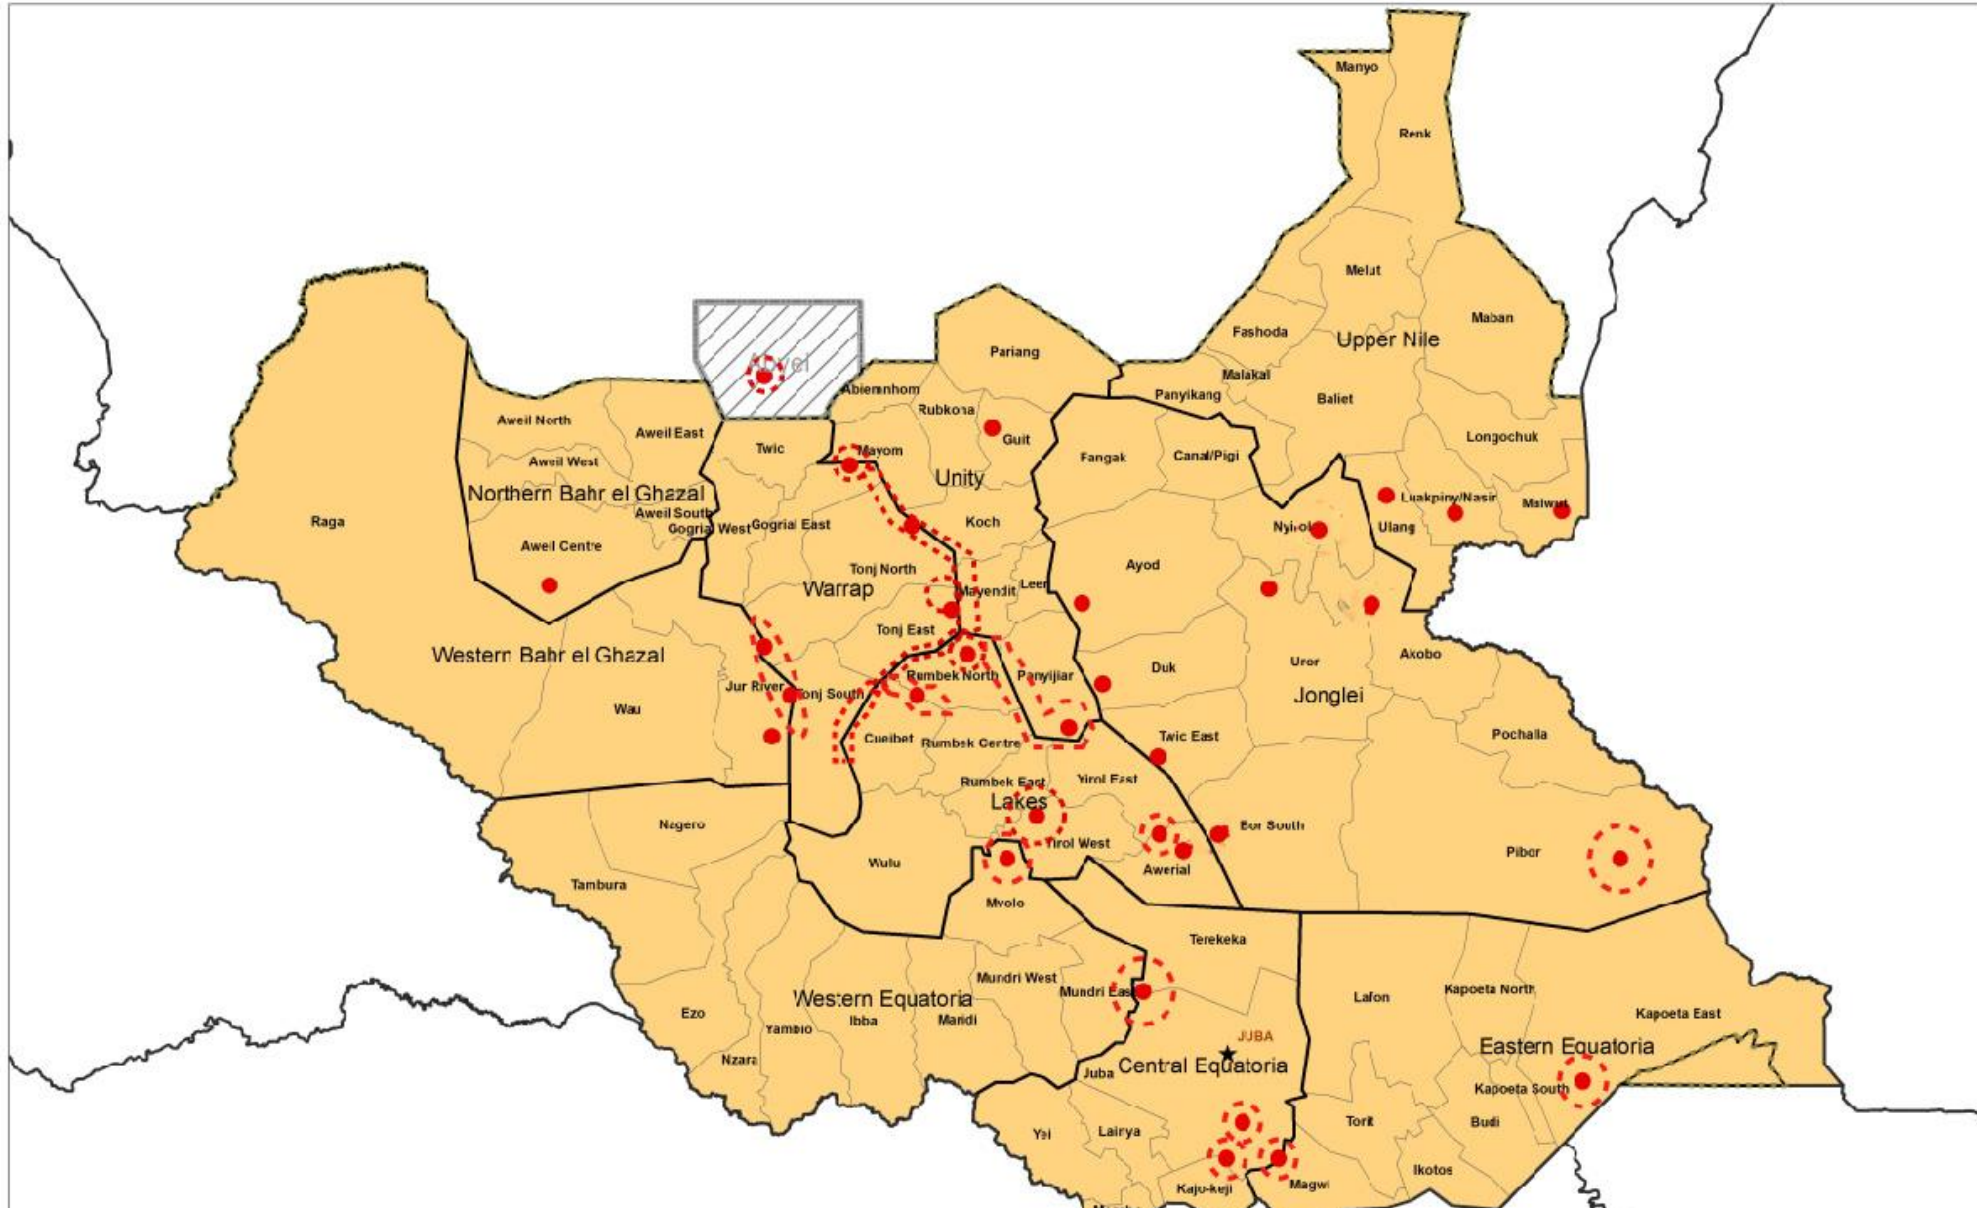 Manyo
Renk
Melut
Maban
Fashoda
Upper Nile
Pariang
Malakal
Abyei
Abiemnhom
Panyikang
Baliet
Rubkona
Aweil North
Aweil East
Guit
Longochuk
Twic
Mayom
Fangak
Canal/Pigi
Aweil West
Unity
Northern Bahr el Ghazal
Luakpiny/Nasir
Maiwut
Aweil South
Raga
Gogrial West
Gogrial East
Koch
Nyirol
Ulang
Aweil Centre
Ayod
Tonj North
Leer
Warrap
Mayendit
Tonj East
Western Bahr el Ghazal
Akobo
Uror
Duk
Rumbek North
Panyijiar
Jur River
Tonj South
Jonglei
Wau
Cueibet
Rumbek Centre
Twic East
Pochalla
Rumbek East
Yirol East
Lakes
Nagero
Bor South
Yirol West
Pibor
Wulu
Awerial
Tambura
Mvolo
Terekeka
Mundri West
Mundri East
Kapoeta North
Lafon
Western Equatoria
Ibba
Maridi
Ezo
Yambio
Kapoeta East
JUBA
Eastern Equatoria
Nzara
Juba
Central Equatoria
Kapoeta South
Yei
Lainya
Torit
Budi
Ikotos
Kajo-keji
Magwi